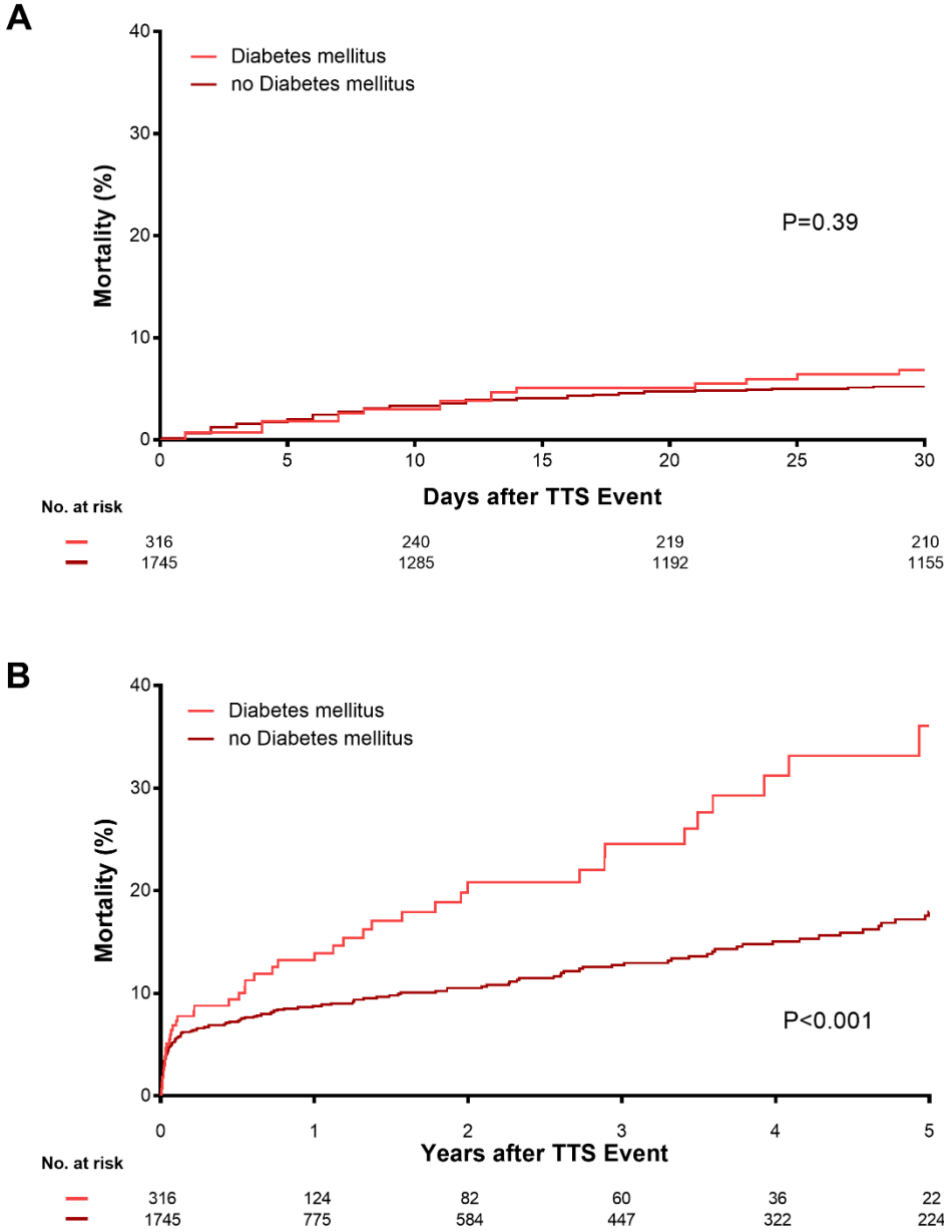 A
40
Diabetes mellitus
no Diabetes mellitus
30
Mortality (%)
P=0.39
20
10
0
0 5 10 15 20 25 30
Days after TTS Event
No. at risk
316 240 219 210
1745 1285 1192 1155
B
40
Diabetes mellitus
no Diabetes mellitus
30
Mortality (%)
20
10
P<0.001
0
0 1 2 3 4 5
Years after TTS Event
No. at risk
316 124 82 60 36 22
1745 775 584 447 322 224